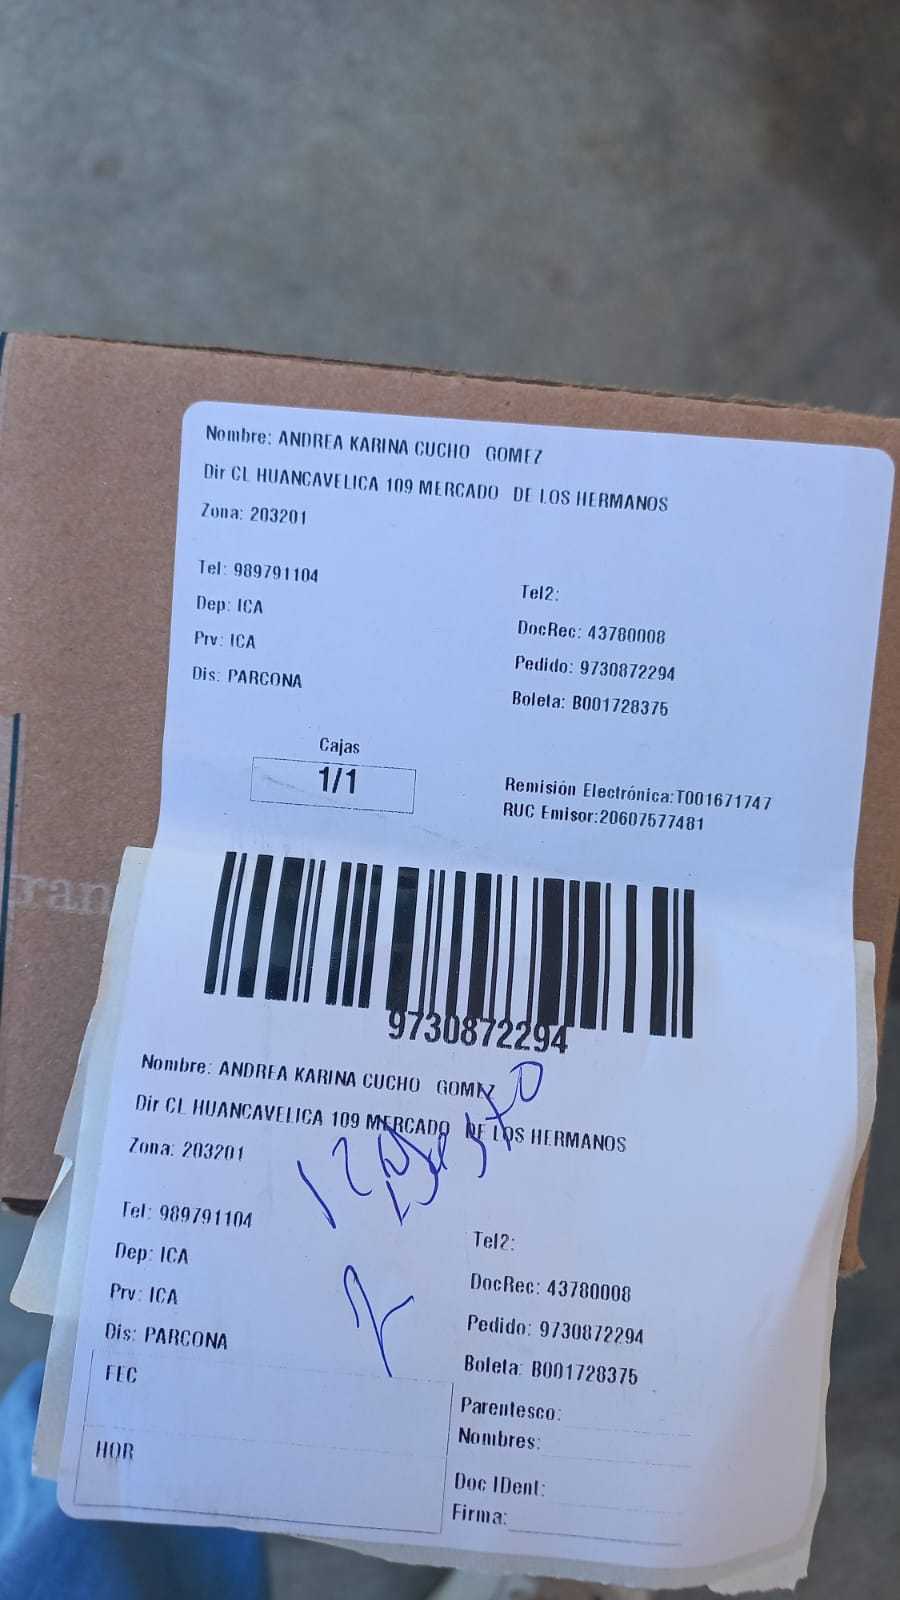 Nombre: ANDREA KARINA CUCHO GOMEZ
Dir CL HUANCAVELICA 109 MERCADO DE LOS HERMANOS
Zona: 203201
Tel: 989791104
Tel2:
Dep: ICA
DocRec: 43780008
Prv: ICA
Pedido: 9730872294
Dis: PARCONA
Boleta: B001728375
Cajas
1/1
Remisión Electrónica:T001671747
RUC Emisor:20607577481
ran
9730872294
Nombre: ANDREA KARINA CUCHO GOMEZ
Dir CL HUANCAVELICA 109 MERCADO DE LOS HERMANOS
Zona: 203201
Tel: 989791104
Tel2:
Dep: ICA
DocRec: 43780008
Prv: ICA
Pedido: 9730872294
Dis: PARCONA
Boleta: B001728375
FEC
Parentesco:
Nombres:
HOR
Doc IDent:
Firma: